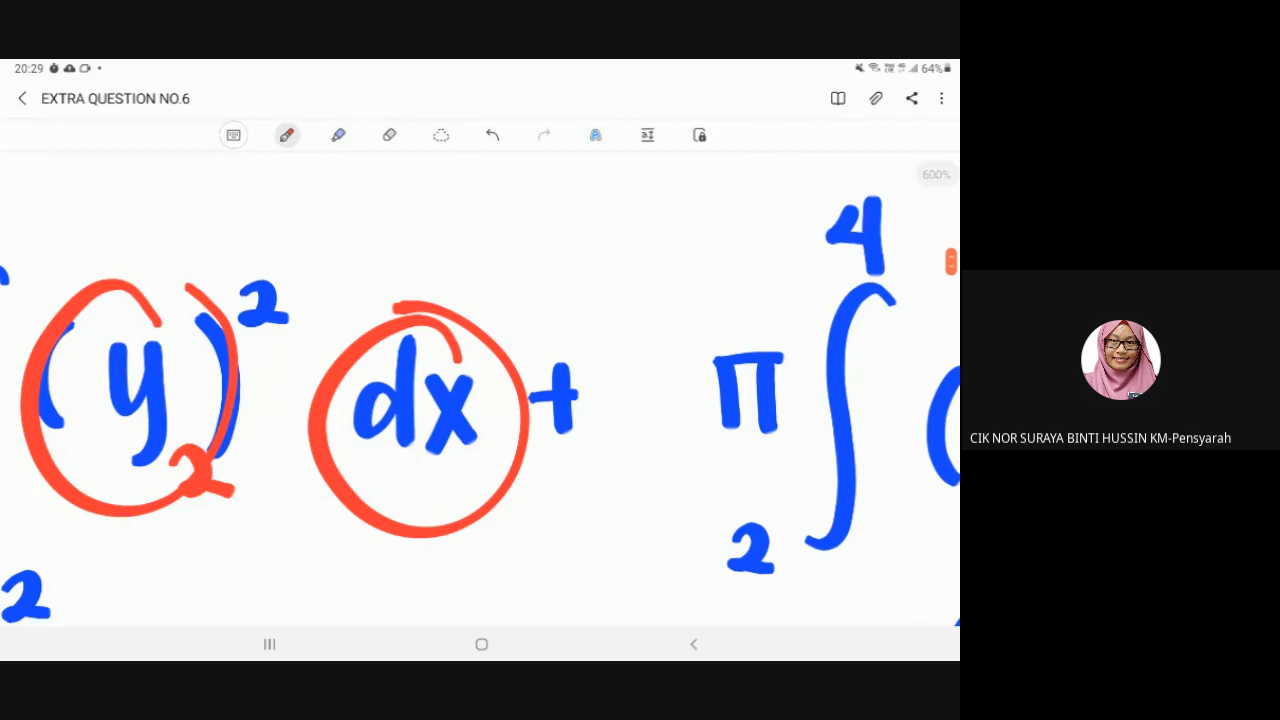 20:29
64%
EXTRA QUESTION NO.6
600%
4
(y)² dx + π ∫ (
2
2
2
CIK NOR SURAYA BINTI HUSSIN KM-Pensyarah